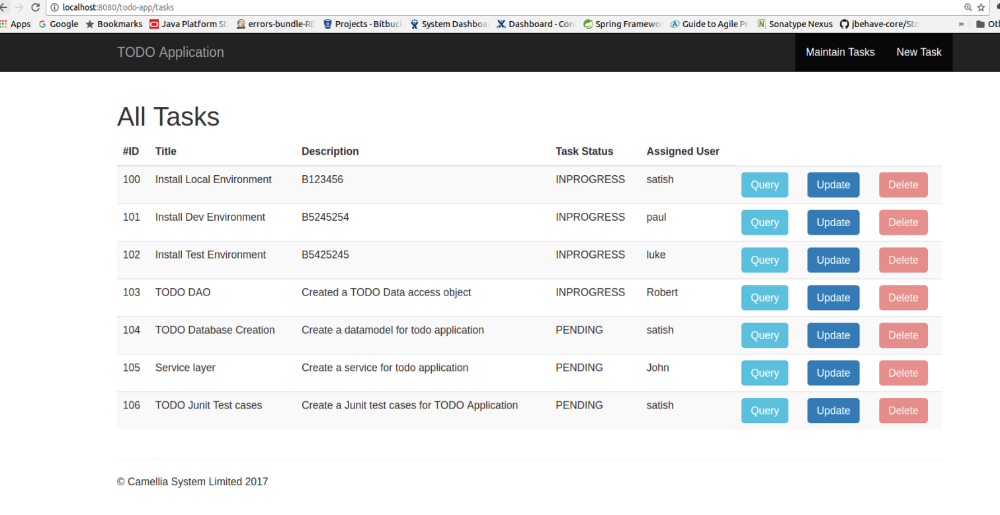 localhost:8080/todo-app/tasks
Apps Google Bookmarks Java Platform errors-bundle-RE Projects - Bitbuck System Dashboa Dashboard - Con Spring Framewo Guide to Agile Pr Sonatype Nexus jbehave-core/Sto » Otl
TODO Application Maintain Tasks New Task
All Tasks
#ID Title Description Task Status Assigned User
100 Install Local Environment B123456 INPROGRESS satish Query Update Delete
101 Install Dev Environment B5245254 INPROGRESS paul Query Update Delete
102 Install Test Environment B5425245 INPROGRESS luke Query Update Delete
103 TODO DAO Created a TODO Data access object INPROGRESS Robert Query Update Delete
104 TODO Database Creation Create a datamodel for todo application PENDING satish Query Update Delete
105 Service layer Create a service for todo application PENDING John Query Update Delete
106 TODO Junit Test cases Create a Junit test cases for TODO Application PENDING satish Query Update Delete
© Camellia System Limited 2017